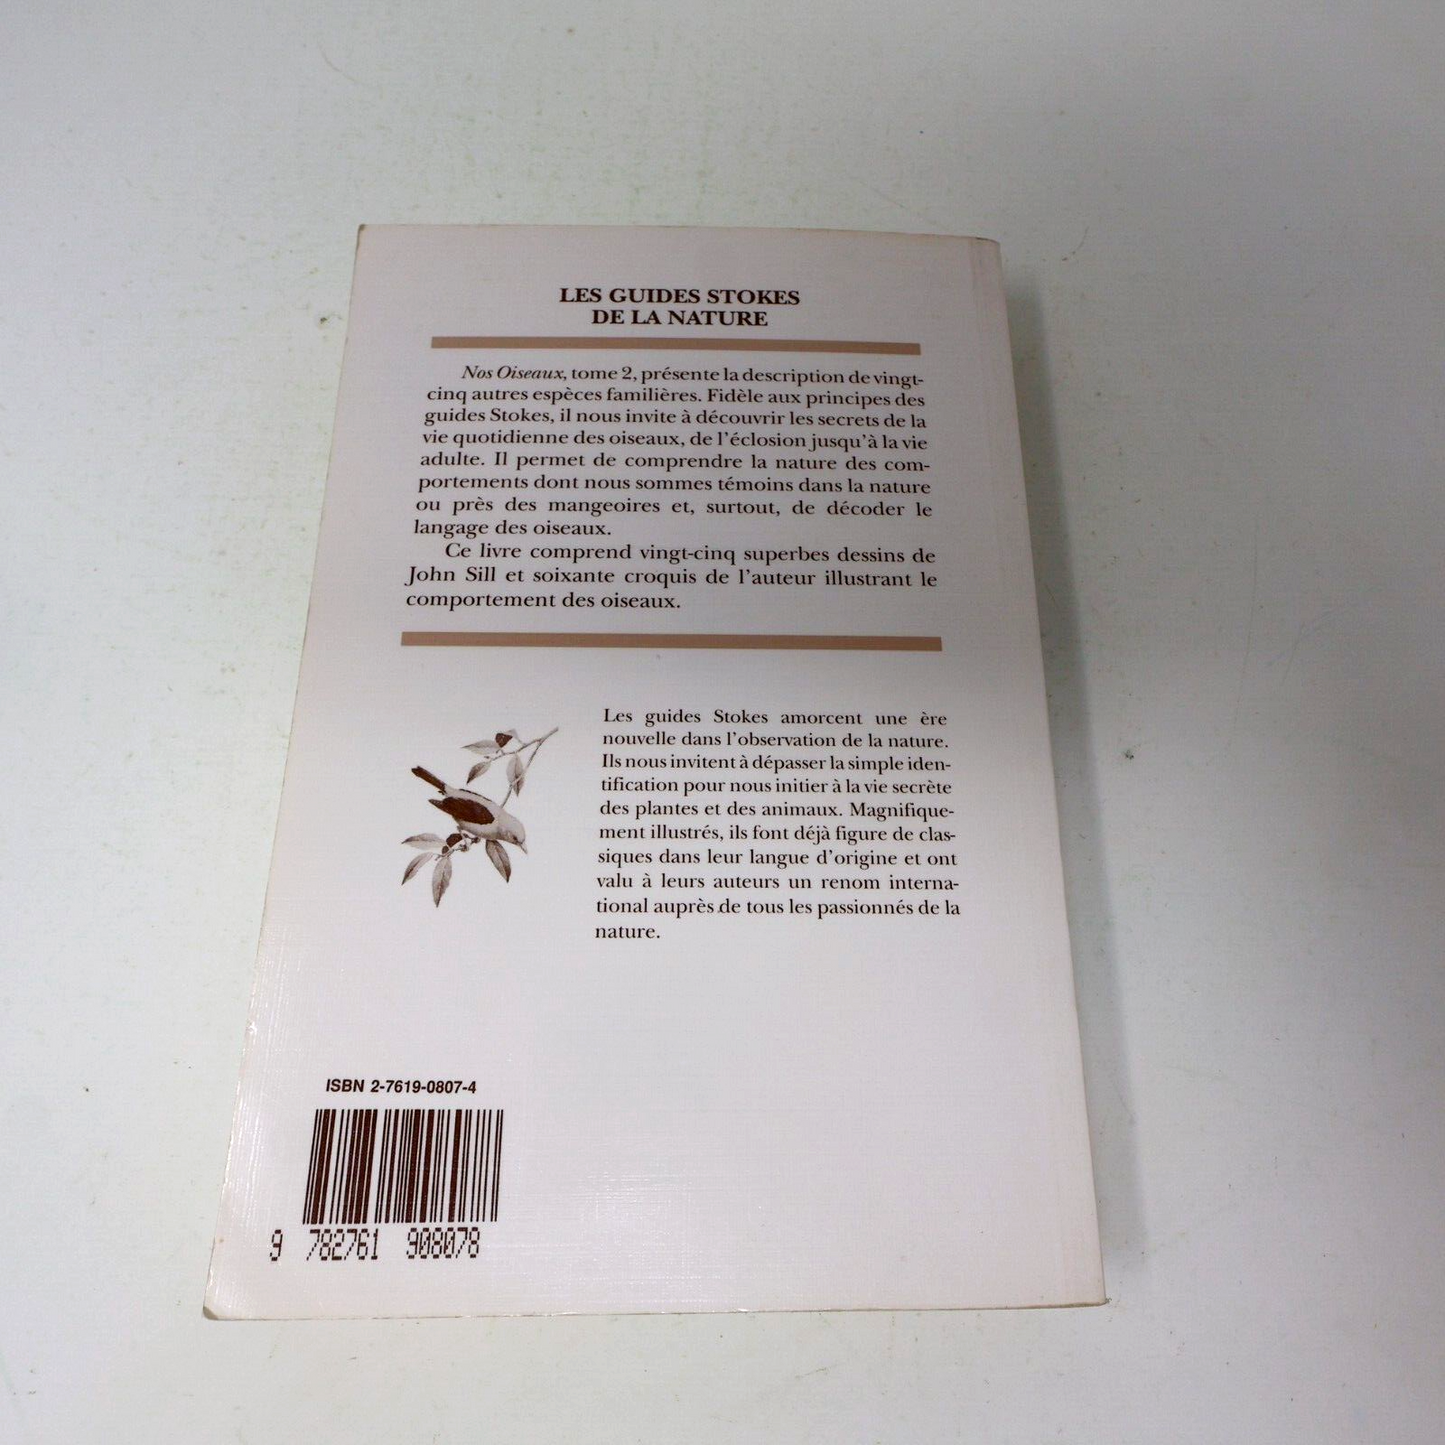 LES GUIDES STOKES
DE LA NATURE
Nos Oiseaux, tome 2, présente la description de vingt-
cinq autres espèces familières. Fidèle aux principes des
guides Stokes, il nous invite à découvrir les secrets de la
vie quotidienne des oiseaux, de l'éclosion jusqu'à la vie
adulte. Il permet de comprendre la nature des com-
portements dont nous sommes témoins dans la nature
ou près des mangeoires et, surtout, de décoder le
langage des oiseaux.
Ce livre comprend vingt-cinq superbes dessins de
John Sill et soixante croquis de l'auteur illustrant le
comportement des oiseaux.
Les guides Stokes amorcent une ère
nouvelle dans l'observation de la nature.
Ils nous invitent à dépasser la simple iden-
tification pour nous initier à la vie secrète
des plantes et des animaux. Magnifique-
ment illustrés, ils font déjà figure de clas-
siques dans leur langue d'origine et ont
valu à leurs auteurs un renom interna-
tional auprès de tous les passionnés de la
nature.
ISBN 2-7619-0807-4
9 782761 908078